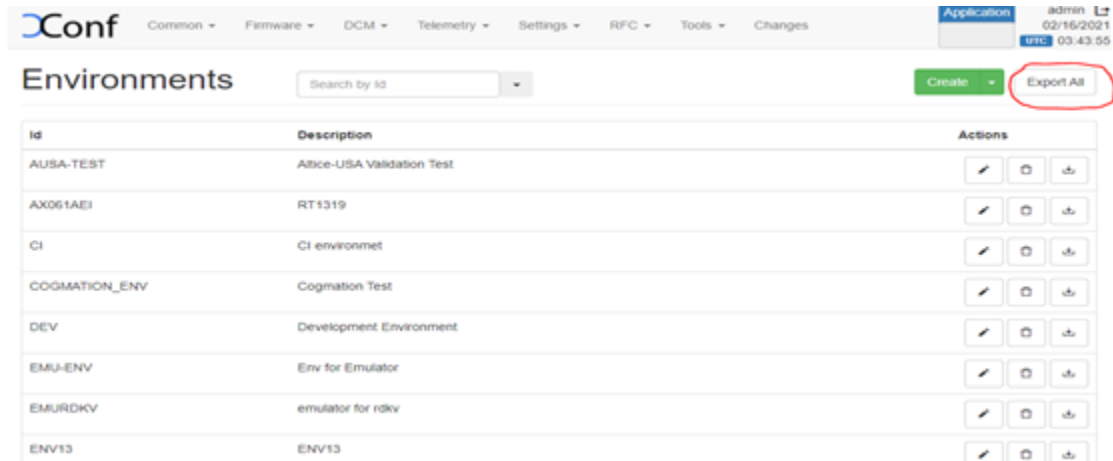 XConf Common Firmware DCM Telemetry Settings RFC Tools Changes Application admin
02/16/2021
UTC 03:43:55
Environments Search by Id Create Export All
Id Description Actions
AUSA-TEST Altice-USA Validation Test
AX061AEI RT1319
CI CI environmet
COGMATION_ENV Cogmation Test
DEV Development Environment
EMU-ENV Env for Emulator
EMURDKV emulator for rdkv
ENV13 ENV13